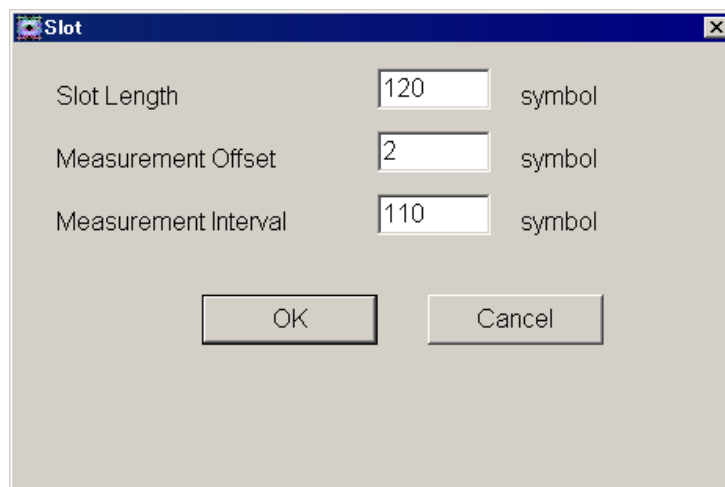 Slot
Slot Length 120 symbol
Measurement Offset 2 symbol
Measurement Interval 110 symbol
OK Cancel